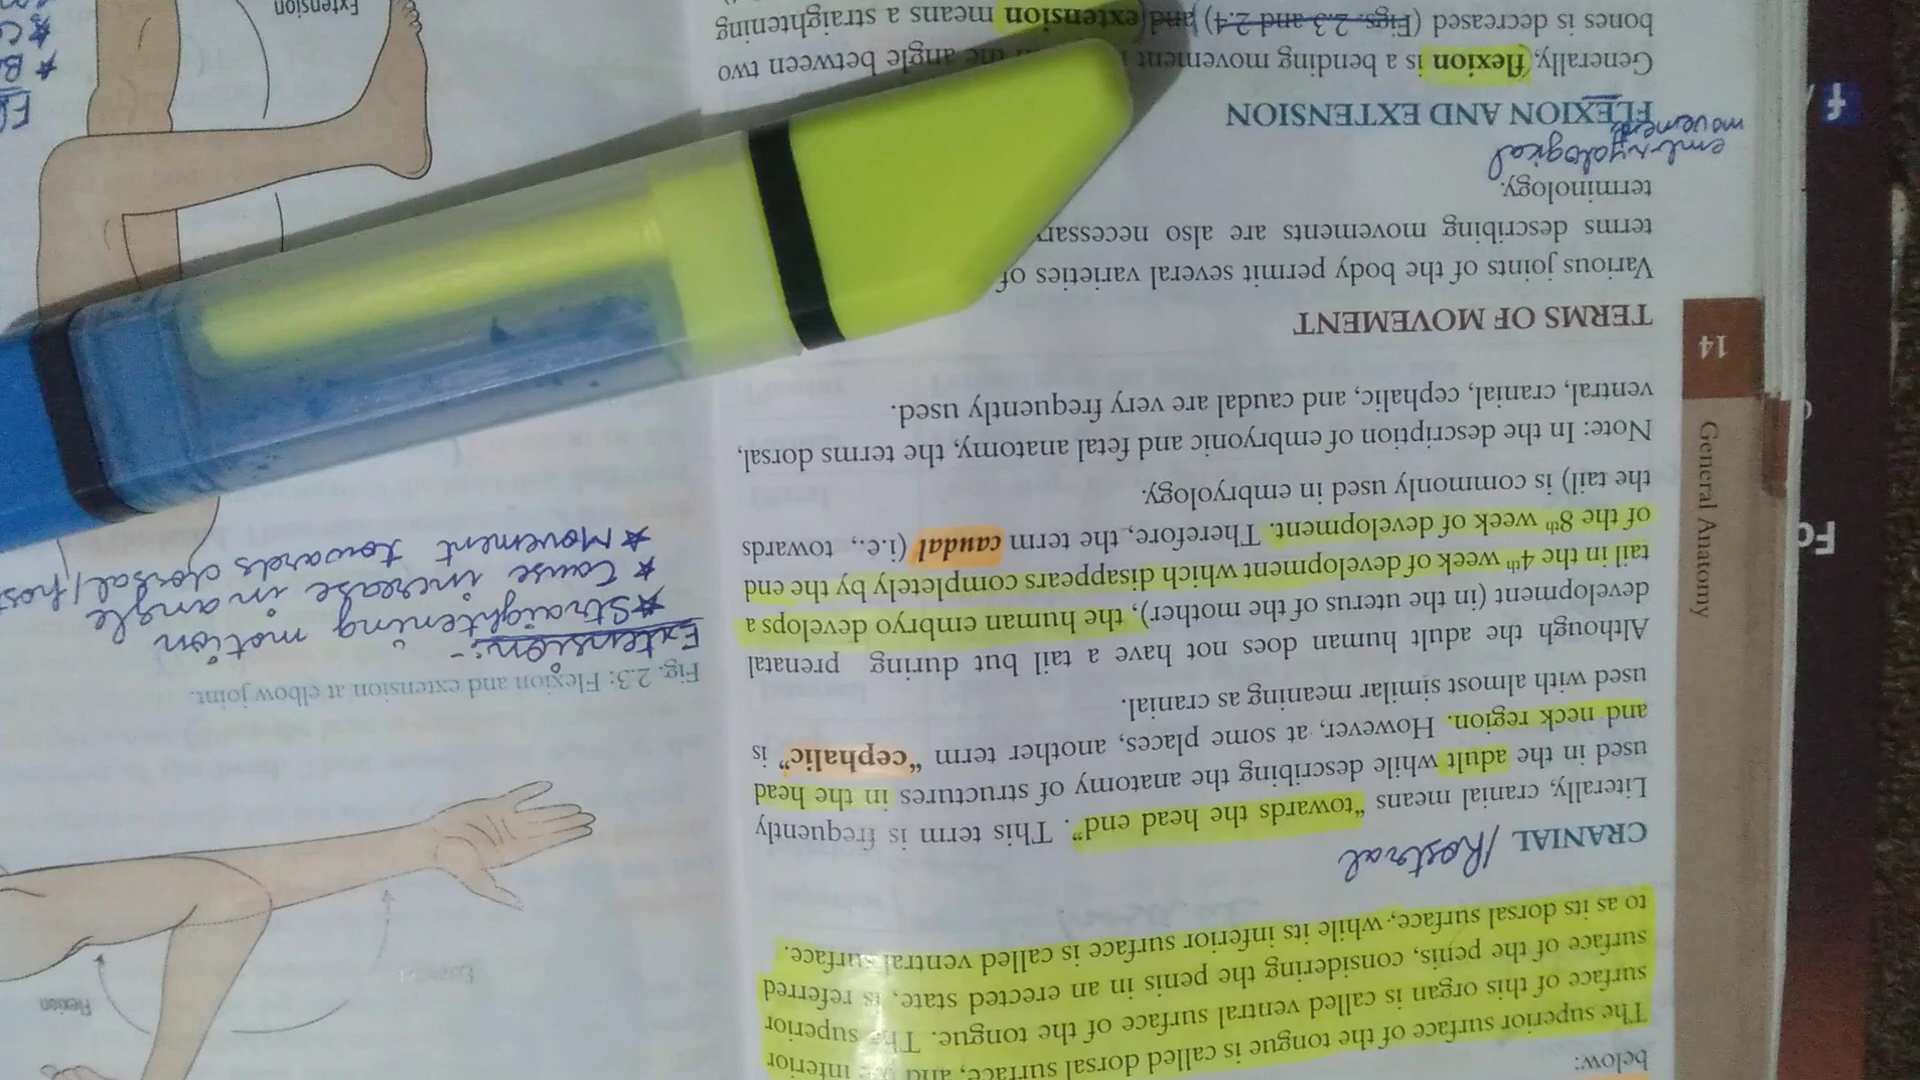 below:
The superior surface of the tongue is called dorsal surface, and inferior
surface of this organ is called ventral surface of the tongue. The superior
surface of the penis, considering the penis in an erected state, is referred
to as its dorsal surface, while its inferior surface is called ventral surface.
CRANIAL /Rostral
Literally, cranial means “towards the head end”. This term is frequently
used in the adult while describing the anatomy of structures in the head
and neck region. However, at some places, another term “cephalic” is
used with almost similar meaning as cranial.
Although the adult human does not have a tail but during prenatal
development (in the uterus of the mother), the human embryo develops a
tail in the 4th week of development which disappears completely by the end
of the 8th week of development. Therefore, the term caudal (i.e., towards
the tail) is commonly used in embryology.
Note: In the description of embryonic and fetal anatomy, the terms dorsal,
ventral, cranial, cephalic, and caudal are very frequently used.
TERMS OF MOVEMENT
Various joints of the body permit several varieties of
terms describing movements are also necessary
terminology.
embryological
movement
FLEXION AND EXTENSION
Generally, flexion is a bending movement the angle between two
bones is decreased (Figs. 2.3 and 2.4) and extension means a straightening
General Anatomy
14
Flexion
Fig. 2.3: Flexion and extension at elbow joint.
Extension:-
★Straightening motion
★ Cause increase in angle
★Movement towards dorsal/
Extension
f
Fo